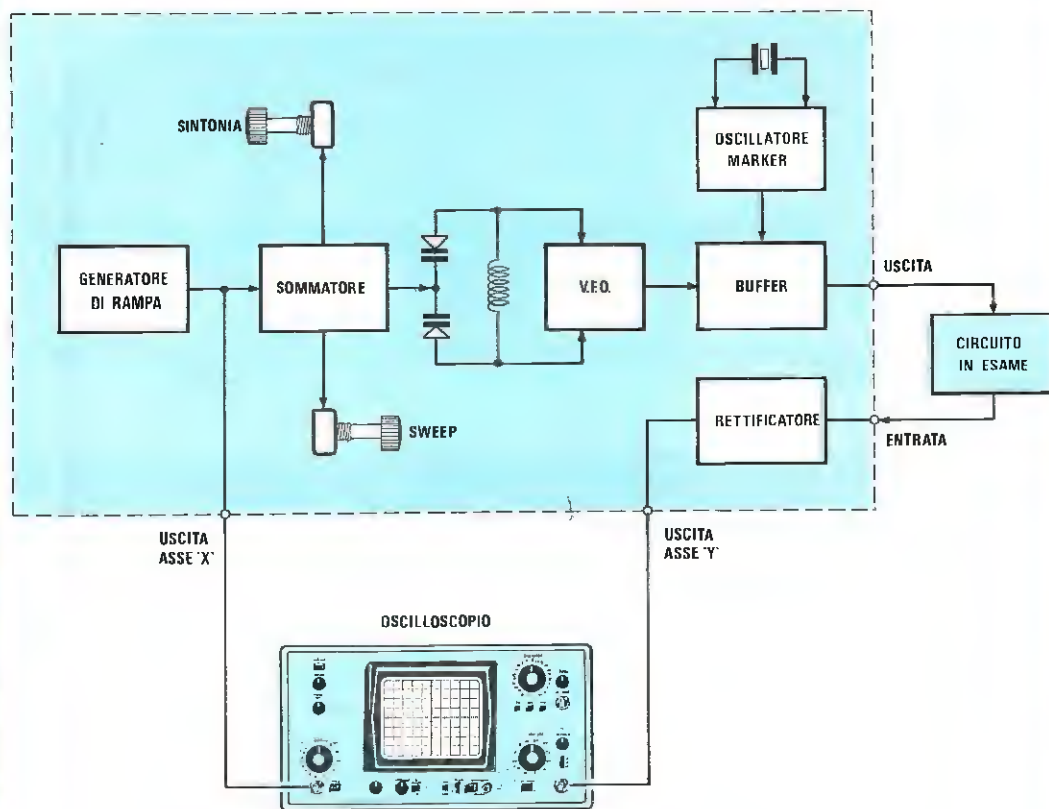 SINTONIA
OSCILLATORE
MARKER
GENERATORE
DI RAMPA
SOMMATORE
V.F.O.
BUFFER
USCITA
CIRCUITO
IN ESAME
RETTIFICATORE
ENTRATA
SWEEP
USCITA
ASSE "X"
USCITA
ASSE "Y"
OSCILLOSCOPIO